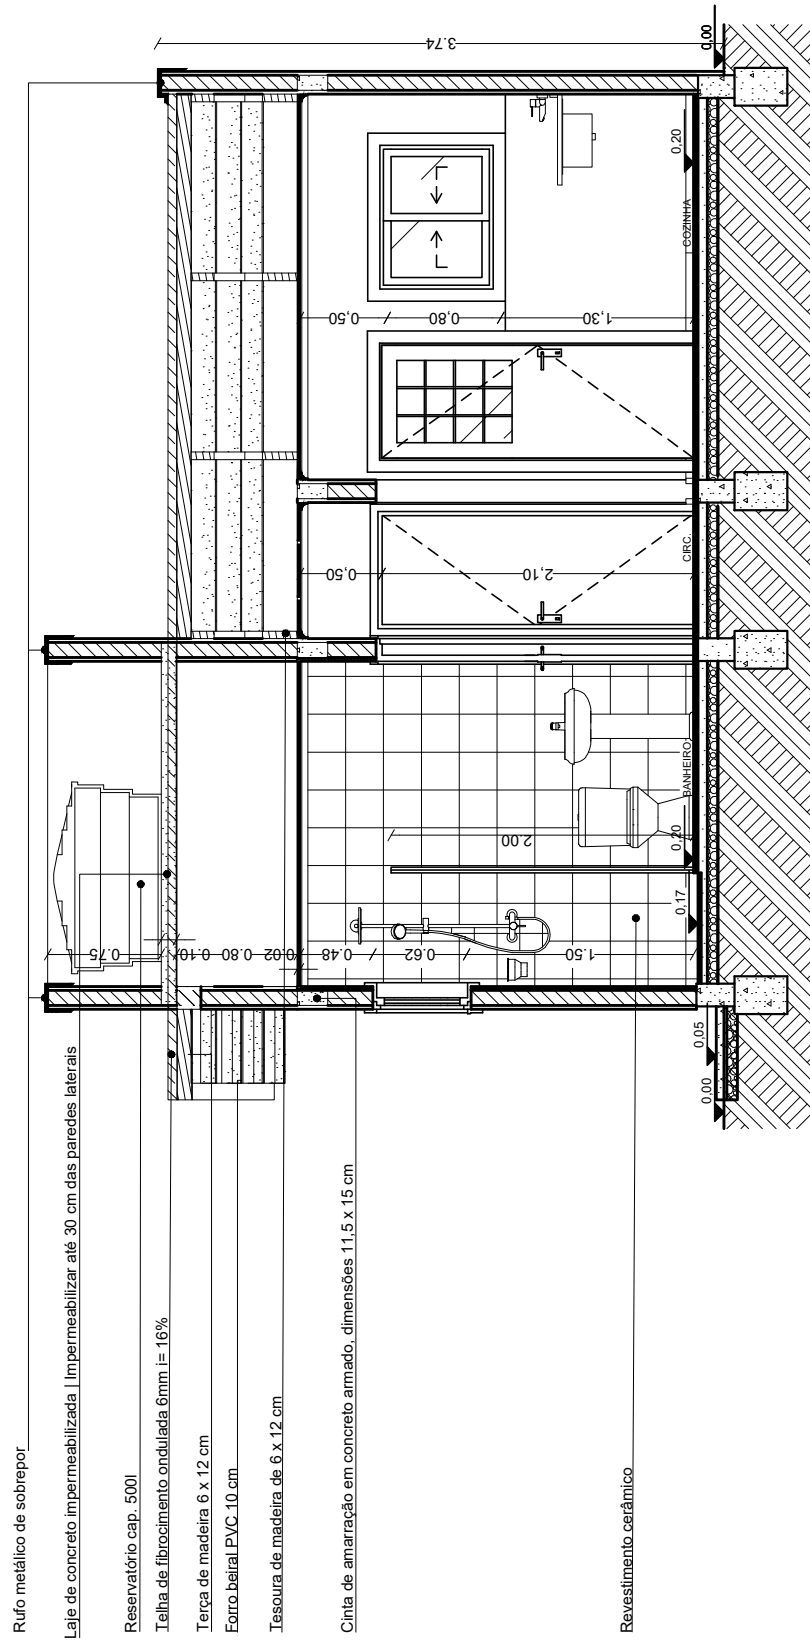 Rufo metálico de sobrepor
Laje de concreto impermeabilizada | Impermeabilizar até 30 cm das paredes laterais
Reservatório cap. 500l
Telha de fibrocimento ondulada 6mm i= 16%
Terça de madeira 6 x 12 cm
Forro beiral PVC 10 cm
Tesoura de madeira de 6 x 12 cm
Cinta de amarração em concreto armado, dimensões 11,5 x 15 cm
Revestimento cerâmico
0.75
0.10
0.80
0.02
0.48
0.62
1.50
0,17
0,05
0,00
2.00
0,20
BANHEIRO
0,50
2,10
CIRC.
0,50
0,80
1,30
COZINHA
0,20
3.74
0,00